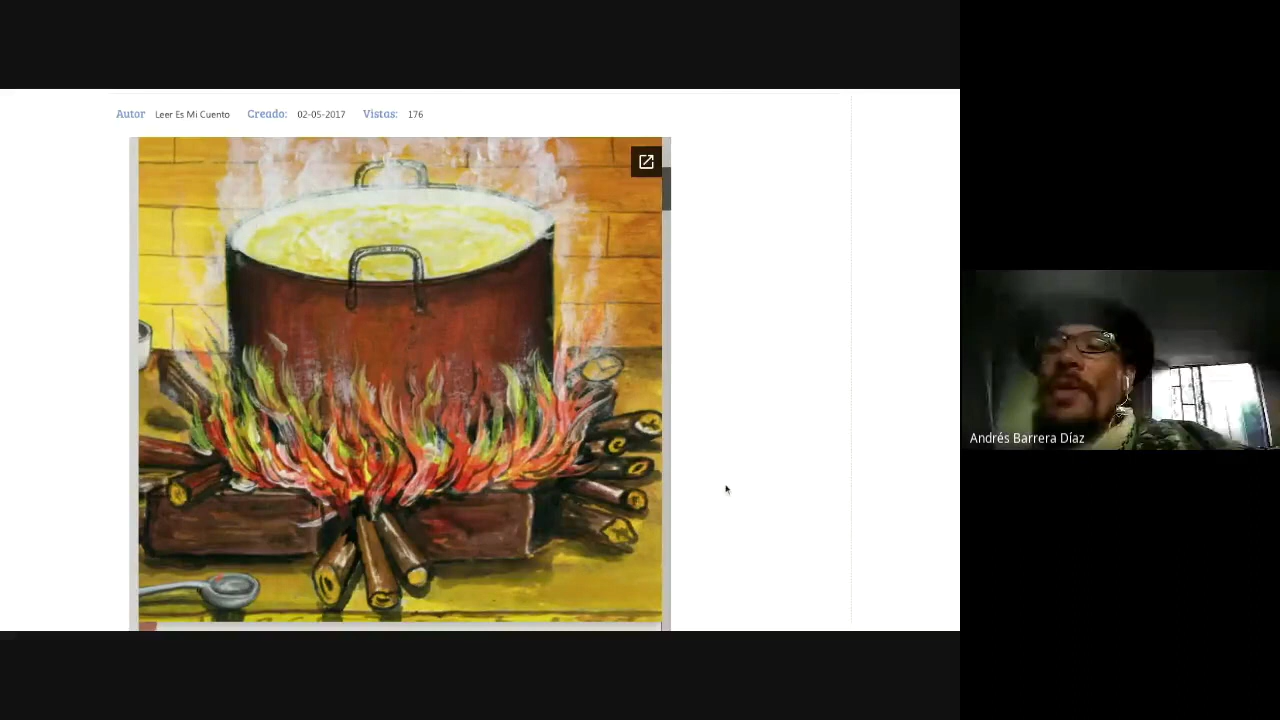 Autor Leer Es Mi Cuento Creado: 02-05-2017 Vistas: 176
Andrés Barrera Díaz